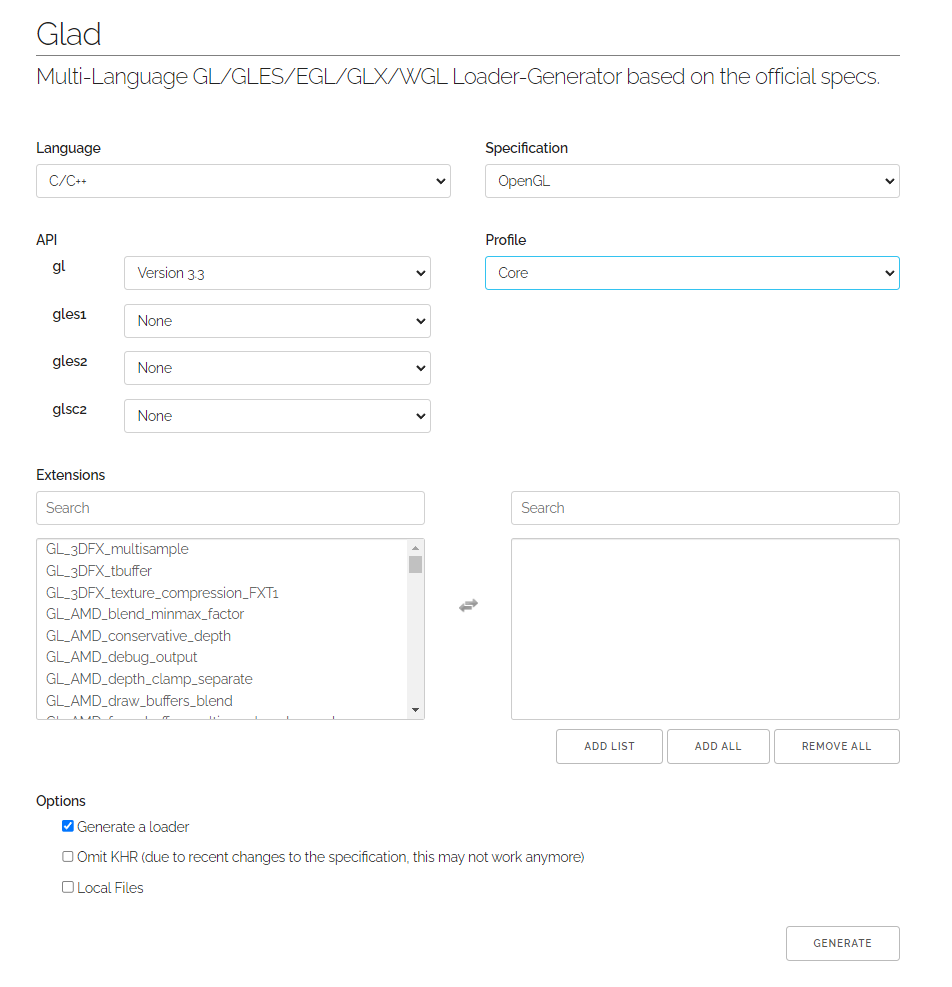 Glad
Multi-Language GL/GLES/EGL/GLX/WGL Loader-Generator based on the official specs.
Language
Specification
C/C++
OpenGL
API
Profile
gl
Version 3.3
Core
gles1
None
gles2
None
glsc2
None
Extensions
Search
Search
GL_3DFX_multisample
GL_3DFX_tbuffer
GL_3DFX_texture_compression_FXT1
GL_AMD_blend_minmax_factor
GL_AMD_conservative_depth
GL_AMD_debug_output
GL_AMD_depth_clamp_separate
GL_AMD_draw_buffers_blend
ADD LIST
ADD ALL
REMOVE ALL
Options
Generate a loader
Omit KHR (due to recent changes to the specification, this may not work anymore)
Local Files
GENERATE